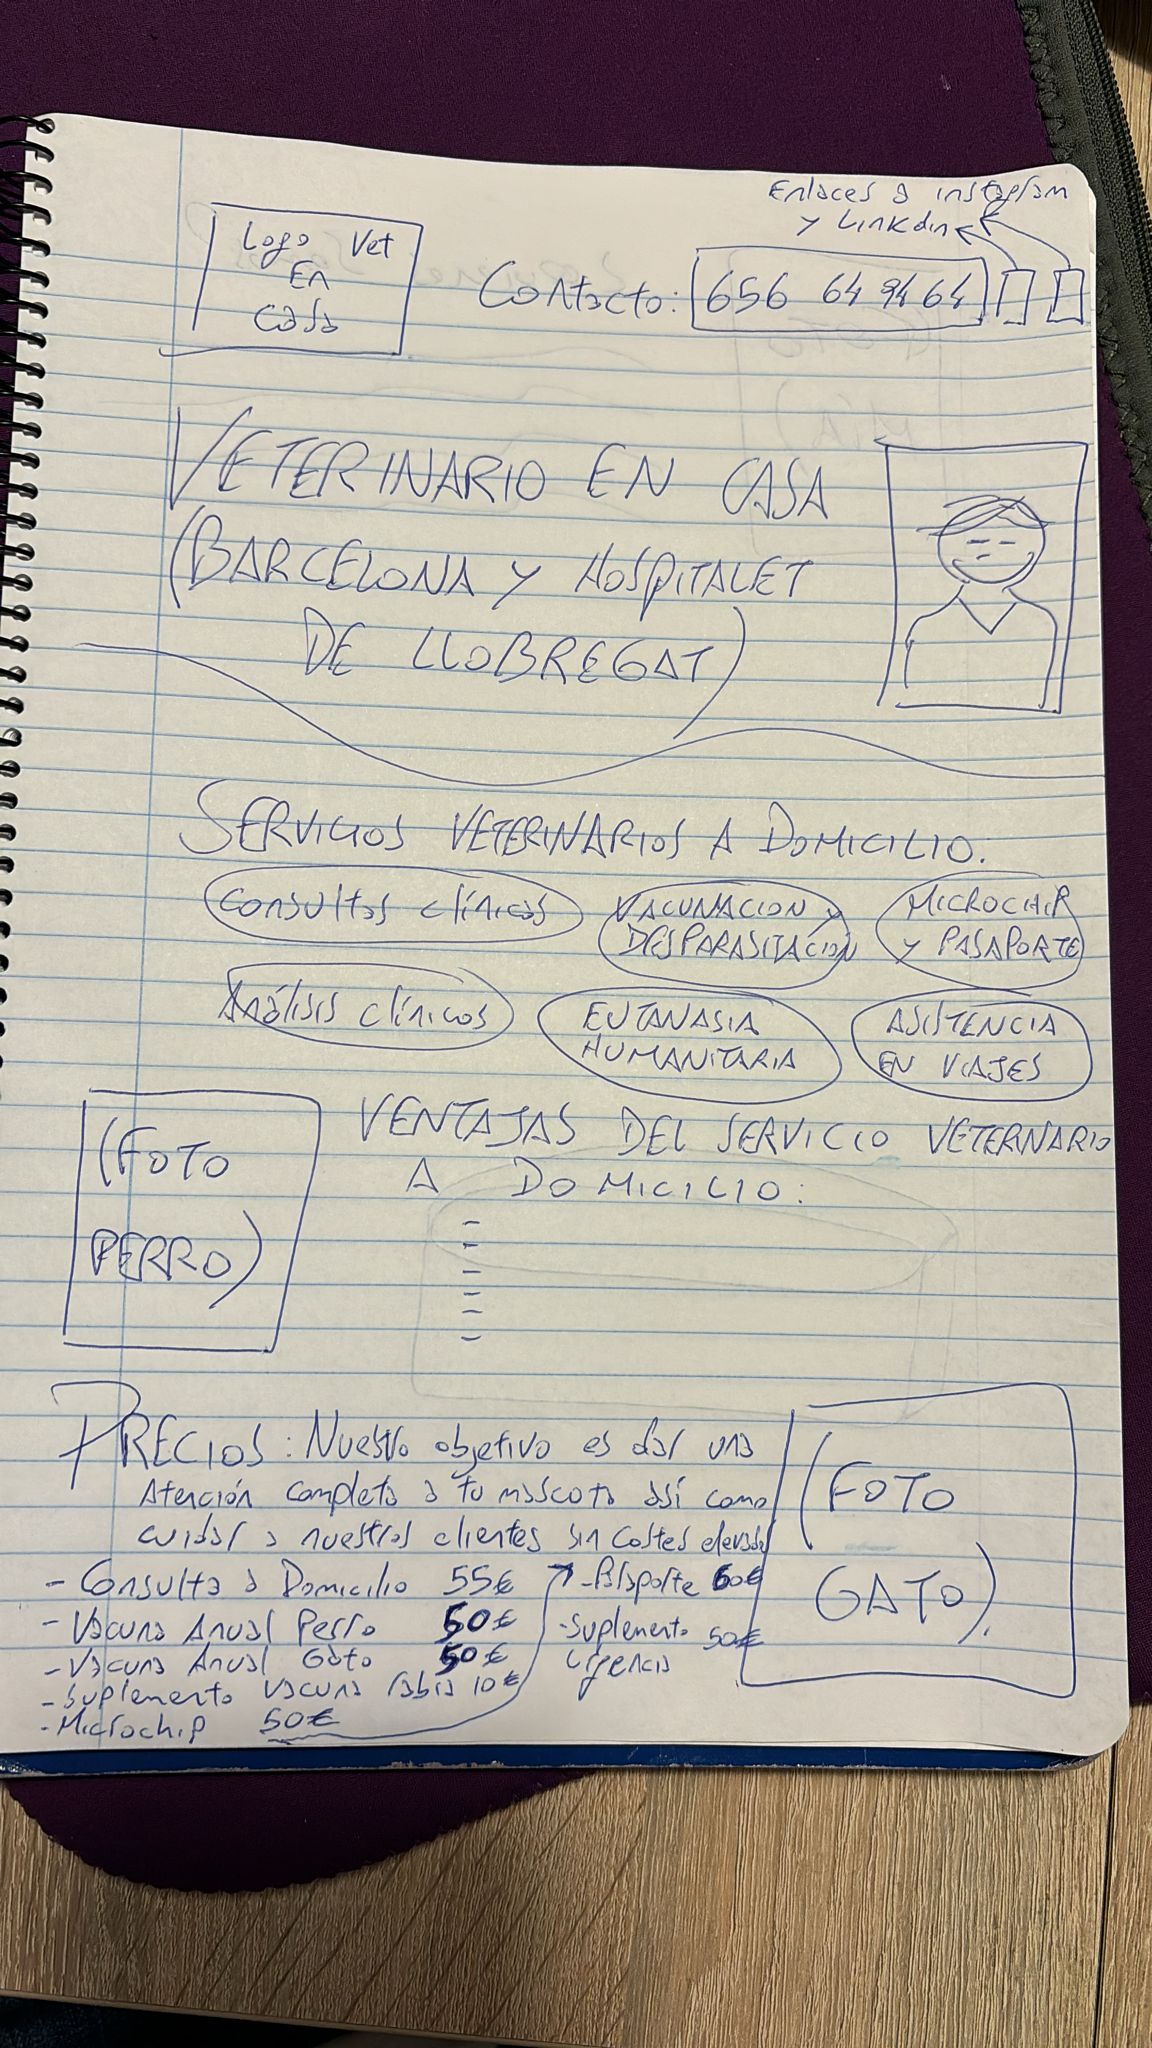 Enlaces a instagram
y Linkdin
Logo Vet
En
casa
Contacto: 656 64 94 64
VETERINARIO EN CASA
(BARCELONA Y HOSPITALET
DE LLOBREGAT)
SERVICIOS VETERINARIOS A DOMICILIO.
Consultas clínicas
VACUNACION y
DESPARASITACION
MICROCHIP
y PASAPORTE
Análisis clínicos
EUTANASIA
HUMANITARIA
ASISTENCIA
EN VIAJES
(FOTO
PERRO)
VENTAJAS DEL SERVICIO VETERNARIO
A DOMICILIO:
-
-
-
-
-
-
PRECIOS: Nuestro objetivo es dar una
Atención completa a tu mascota así como
cuidar a nuestros clientes sin costes elevados
- Consulta a Domicilio 55€
- Vacuna Anual Perro 50€
- Vacuna Anual Gato 50€
- Suplemento vacuna rabia 10€
- Microchip 50€
- Pasaporte 60€
- Suplemento 50€
urgencia
(FOTO
GATO).